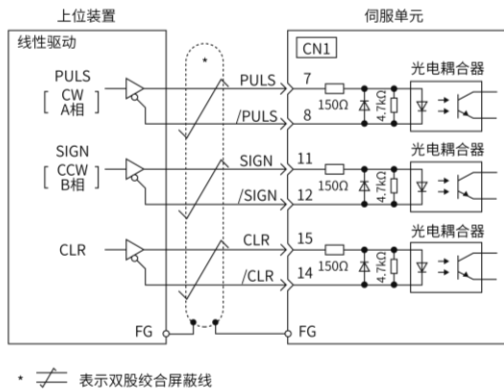 上位装置
伺服单元
线性驱动
CN1
*
光电耦合器
PULS
[ CW
A相 ]
PULS
7
150Ω
4.7kΩ
/PULS
8
光电耦合器
SIGN
[ CCW
B相 ]
SIGN
11
150Ω
4.7kΩ
/SIGN
12
光电耦合器
CLR
CLR
15
150Ω
4.7kΩ
/CLR
14
FG
FG
* 表示双股绞合屏蔽线